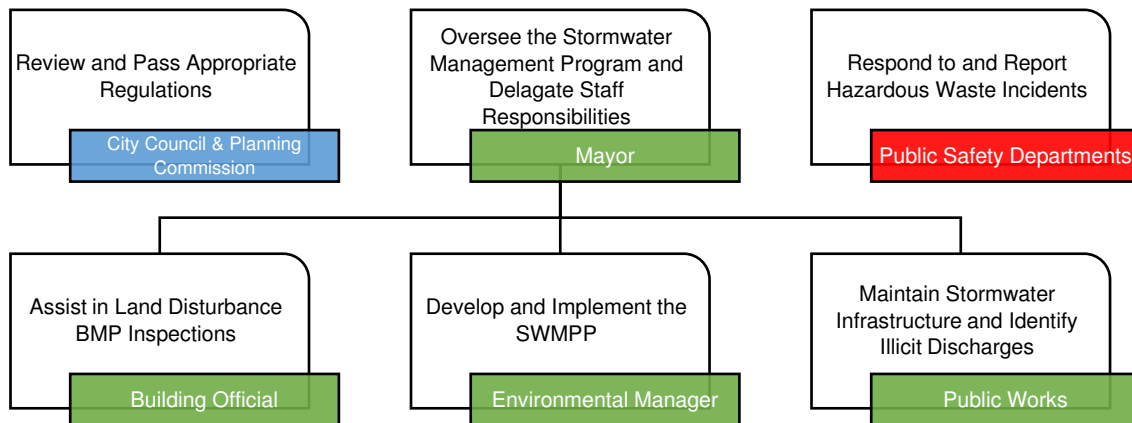 Review and Pass Appropriate
Regulations
City Council & Planning
Commission
Oversee the Stormwater
Management Program and
Delagate Staff
Responsibilities
Mayor
Respond to and Report
Hazardous Waste Incidents
Public Safety Departments
Assist in Land Disturbance
BMP Inspections
Building Official
Develop and Implement the
SWMPP
Environmental Manager
Maintain Stormwater
Infrastructure and Identify
Illicit Discharges
Public Works